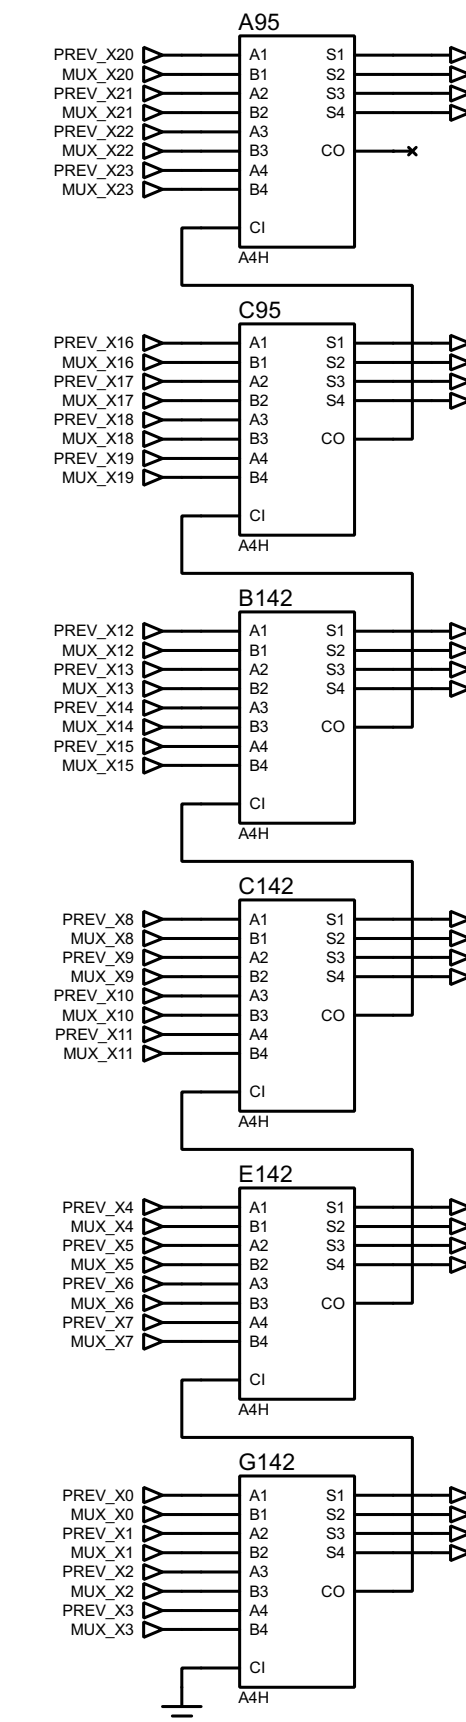 A95
PREV_X20 A1 S1
MUX_X20 B1 S2
PREV_X21 A2 S3
MUX_X21 B2 S4
PREV_X22 A3
MUX_X22 B3 CO
PREV_X23 A4
MUX_X23 B4
CI
A4H
C95
PREV_X16 A1 S1
MUX_X16 B1 S2
PREV_X17 A2 S3
MUX_X17 B2 S4
PREV_X18 A3
MUX_X18 B3 CO
PREV_X19 A4
MUX_X19 B4
CI
A4H
B142
PREV_X12 A1 S1
MUX_X12 B1 S2
PREV_X13 A2 S3
MUX_X13 B2 S4
PREV_X14 A3
MUX_X14 B3 CO
PREV_X15 A4
MUX_X15 B4
CI
A4H
C142
PREV_X8 A1 S1
MUX_X8 B1 S2
PREV_X9 A2 S3
MUX_X9 B2 S4
PREV_X10 A3
MUX_X10 B3 CO
PREV_X11 A4
MUX_X11 B4
CI
A4H
E142
PREV_X4 A1 S1
MUX_X4 B1 S2
PREV_X5 A2 S3
MUX_X5 B2 S4
PREV_X6 A3
MUX_X6 B3 CO
PREV_X7 A4
MUX_X7 B4
CI
A4H
G142
PREV_X0 A1 S1
MUX_X0 B1 S2
PREV_X1 A2 S3
MUX_X1 B2 S4
PREV_X2 A3
MUX_X2 B3 CO
PREV_X3 A4
MUX_X3 B4
CI
A4H